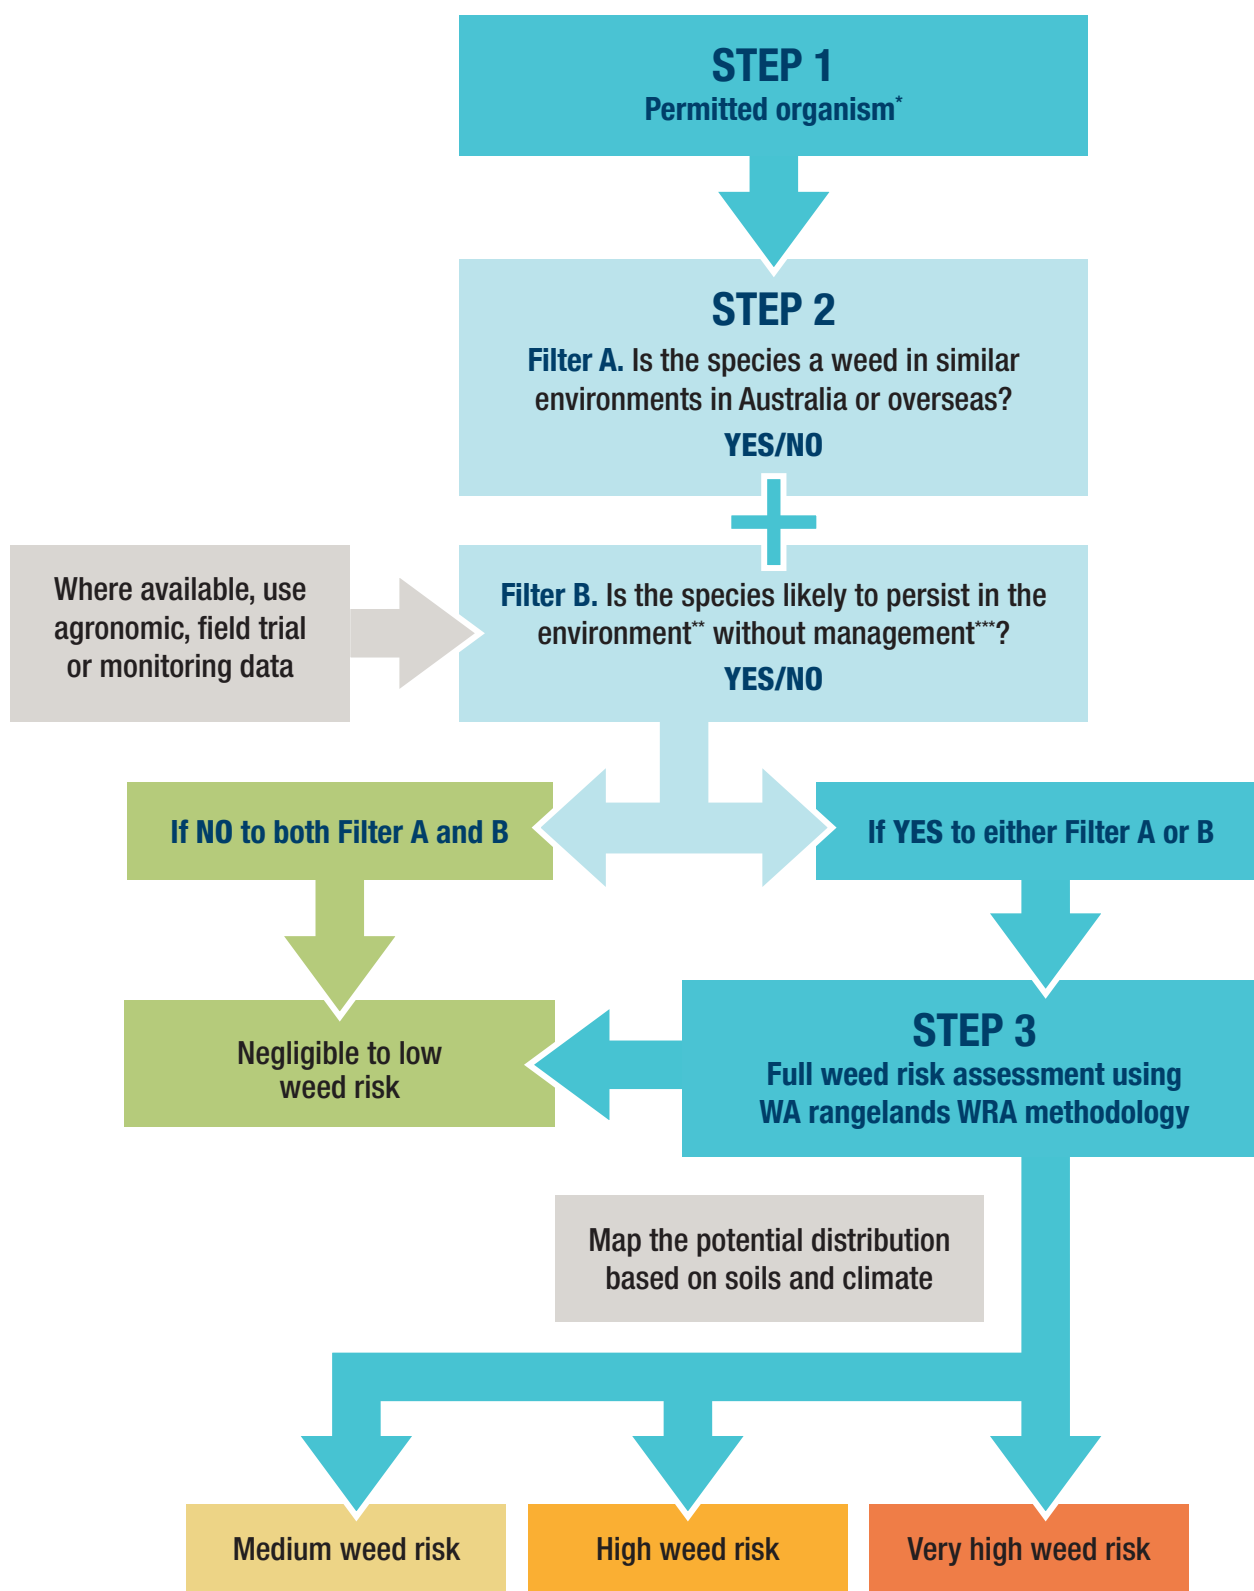 STEP 1
Permitted organism*
STEP 2
Filter A. Is the species a weed in similar
environments in Australia or overseas?
YES/NO
Where available, use
agronomic, field trial
or monitoring data
Filter B. Is the species likely to persist in the
environment** without management***?
YES/NO
If NO to both Filter A and B
If YES to either Filter A or B
Negligible to low
weed risk
STEP 3
Full weed risk assessment using
WA rangelands WRA methodology
Map the potential distribution
based on soils and climate
Medium weed risk
High weed risk
Very high weed risk